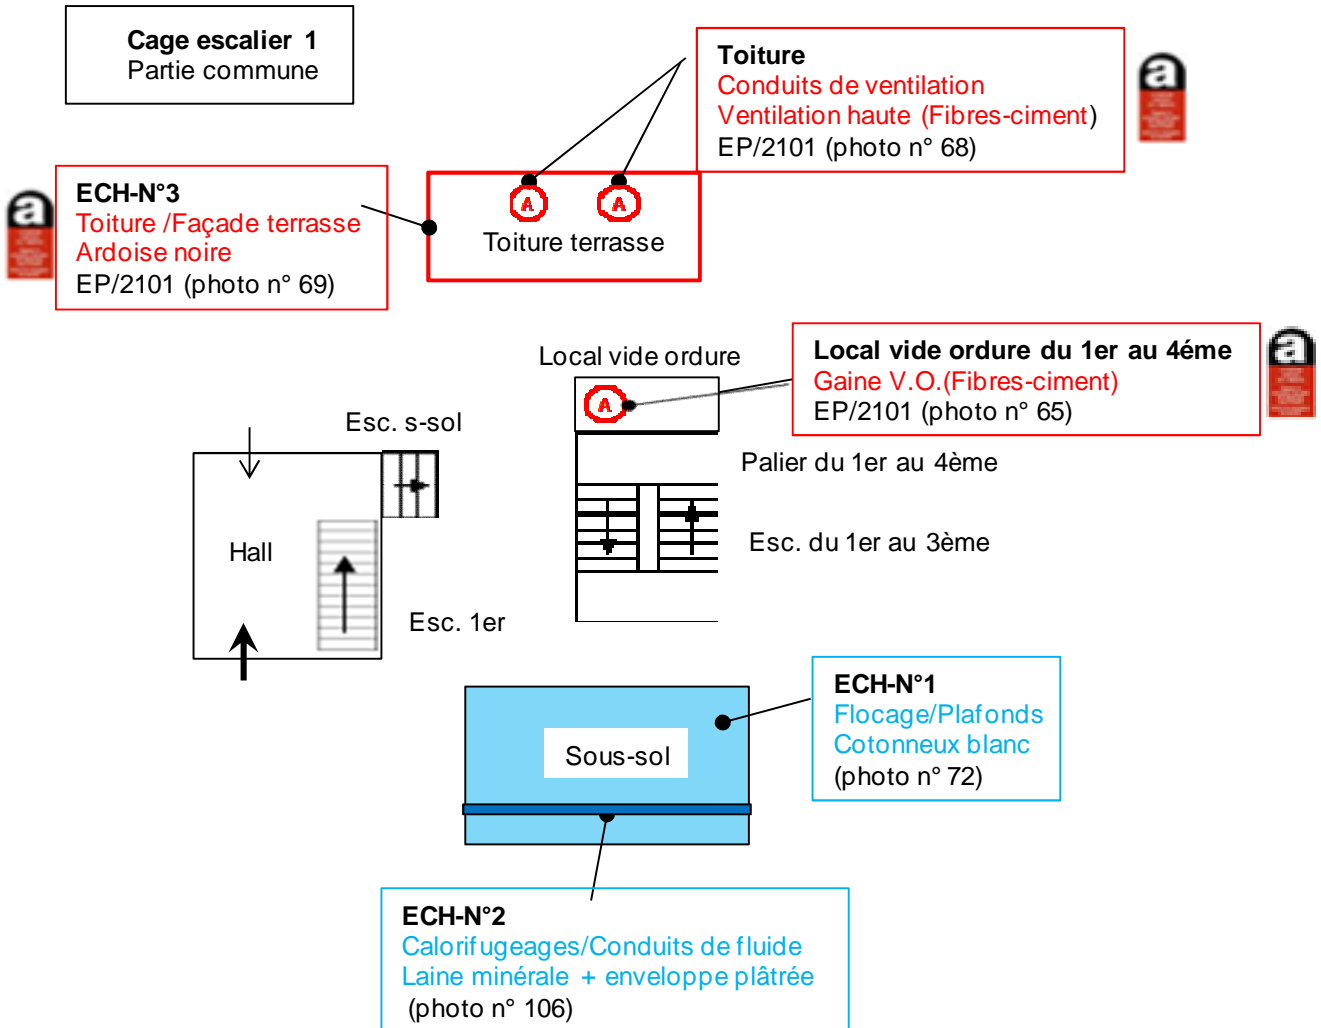 Cage escalier 1
Partie commune
Toiture
Conduits de ventilation
Ventilation haute (Fibres-ciment)
EP/2101 (photo n° 68)
a
a
ECH-N°3
Toiture /Façade terrasse
Ardoise noire
EP/2101 (photo n° 69)
A A
Toiture terrasse
Local vide ordure
A
Local vide ordure du 1er au 4éme
Gaine V.O.(Fibres-ciment)
EP/2101 (photo n° 65)
a
Esc. s-sol
Palier du 1er au 4ème
Hall
Esc. du 1er au 3ème
Esc. 1er
Sous-sol
ECH-N°1
Flocage/Plafonds
Cotonneux blanc
(photo n° 72)
ECH-N°2
Calorifugeages/Conduits de fluide
Laine minérale + enveloppe plâtrée
(photo n° 106)